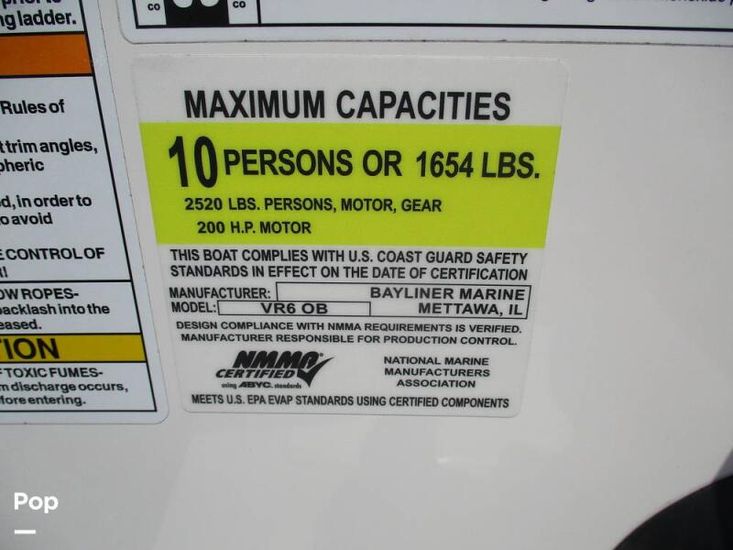 ng ladder.
Rules of
t trim angles,
pheric
d, in order to
o avoid
E CONTROL OF
R!
OW ROPES-
backlash into the
eased.
TION
F TOXIC FUMES-
m discharge occurs,
fore entering.
CO
CO
MAXIMUM CAPACITIES
10 PERSONS OR 1654 LBS.
2520 LBS. PERSONS, MOTOR, GEAR
200 H.P. MOTOR
THIS BOAT COMPLIES WITH U.S. COAST GUARD SAFETY
STANDARDS IN EFFECT ON THE DATE OF CERTIFICATION
MANUFACTURER: BAYLINER MARINE
MODEL: VR6 OB METTAWA, IL
DESIGN COMPLIANCE WITH NMMA REQUIREMENTS IS VERIFIED.
MANUFACTURER RESPONSIBLE FOR PRODUCTION CONTROL.
NMMA
CERTIFIED
using ABYC. standards
NATIONAL MARINE
MANUFACTURERS
ASSOCIATION
MEETS U.S. EPA EVAP STANDARDS USING CERTIFIED COMPONENTS
Pop